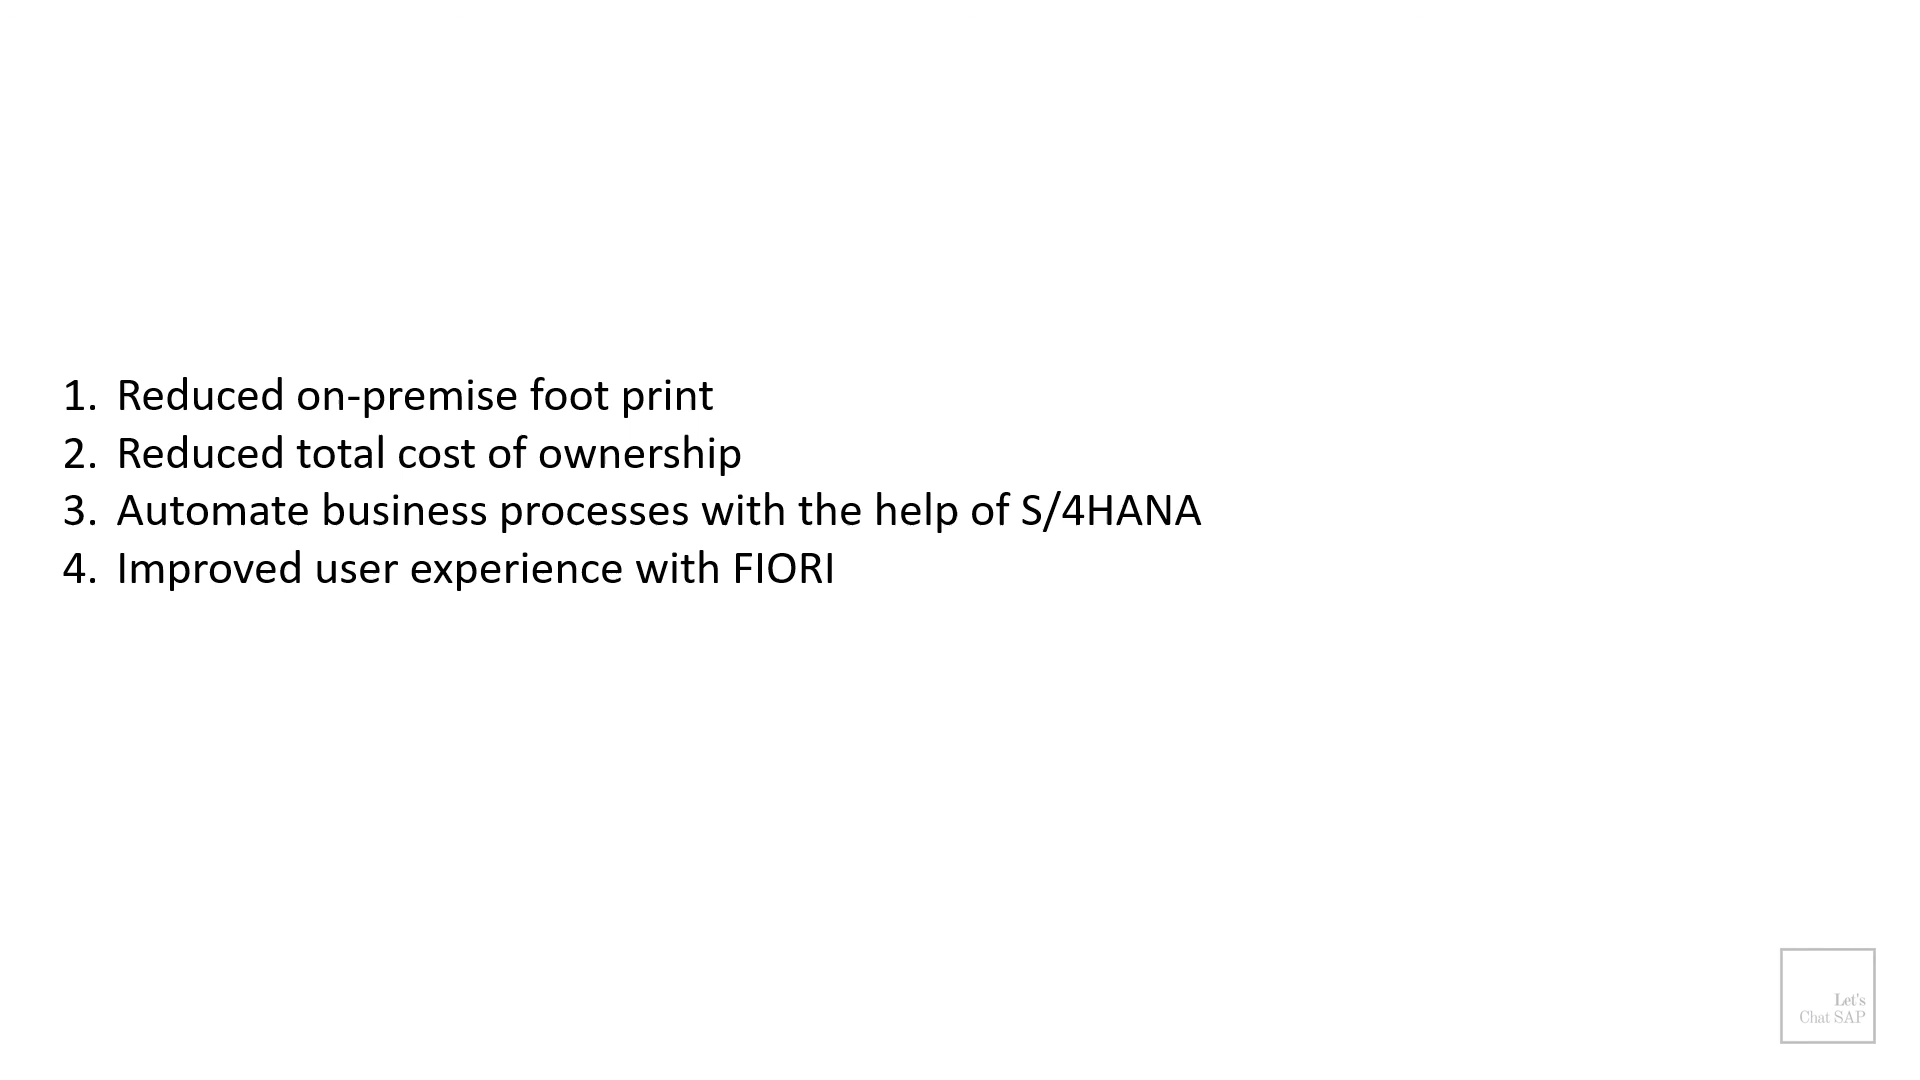 1. Reduced on-premise foot print
2. Reduced total cost of ownership
3. Automate business processes with the help of S/4HANA
4. Improved user experience with FIORI
Let's
Chat SAP